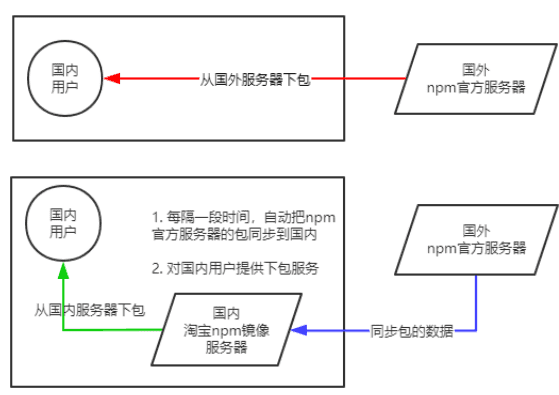 国内
用户
从国外服务器下包
国外
npm官方服务器
国内
用户
1. 每隔一段时间，自动把npm
官方服务器的包同步到国内
2. 对国内用户提供下包服务
国外
npm官方服务器
从国内服务器下包
国内
淘宝npm镜像
服务器
同步包的数据